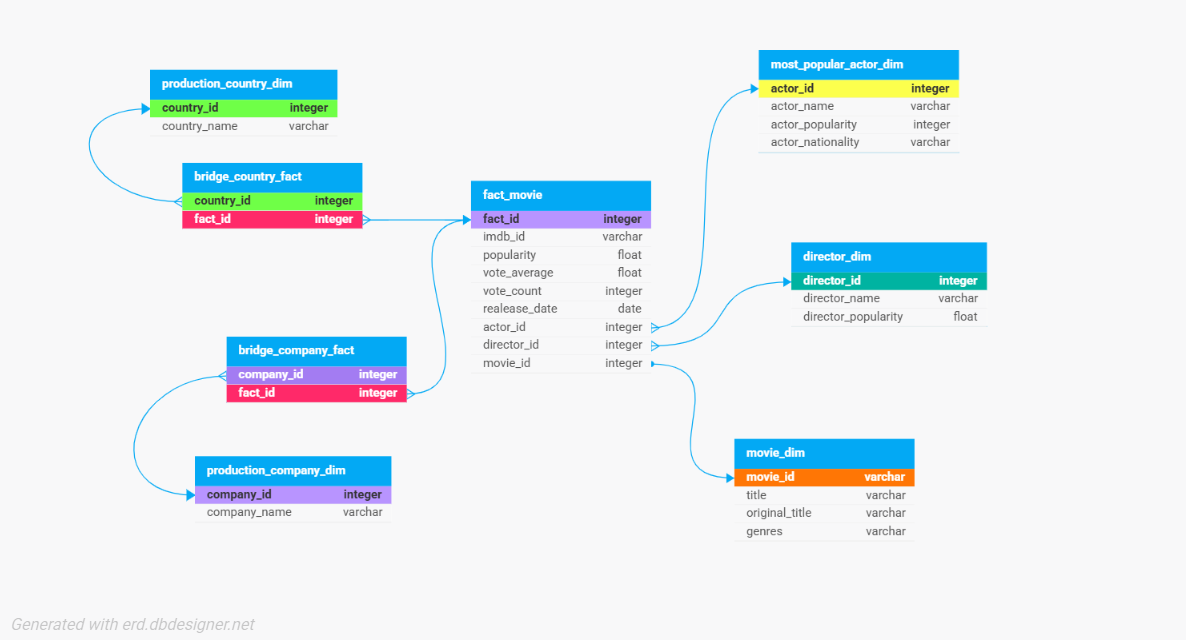 production_country_dim
country_id integer
country_name varchar
bridge_country_fact
country_id integer
fact_id integer
bridge_company_fact
company_id integer
fact_id integer
production_company_dim
company_id integer
company_name varchar
fact_movie
fact_id integer
imdb_id varchar
popularity float
vote_average float
vote_count integer
realease_date date
actor_id integer
director_id integer
movie_id integer
most_popular_actor_dim
actor_id integer
actor_name varchar
actor_popularity integer
actor_nationality varchar
director_dim
director_id integer
director_name varchar
director_popularity float
movie_dim
movie_id varchar
title varchar
original_title varchar
genres varchar
Generated with erd.dbdesigner.net